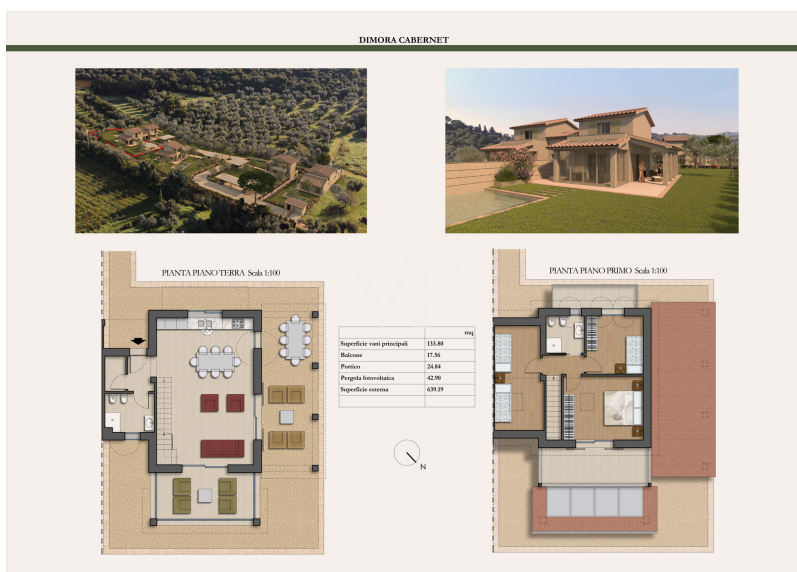 DIMORA CABERNET
PIANTA PIANO TERRA Scala 1:100
PIANTA PIANO PRIMO Scala 1:100
mq
Superficie vani principali 133.80
Balcone 17.56
Portico 24.84
Pergola fotovoltaica 42.90
Superficie esterna 639.19
N